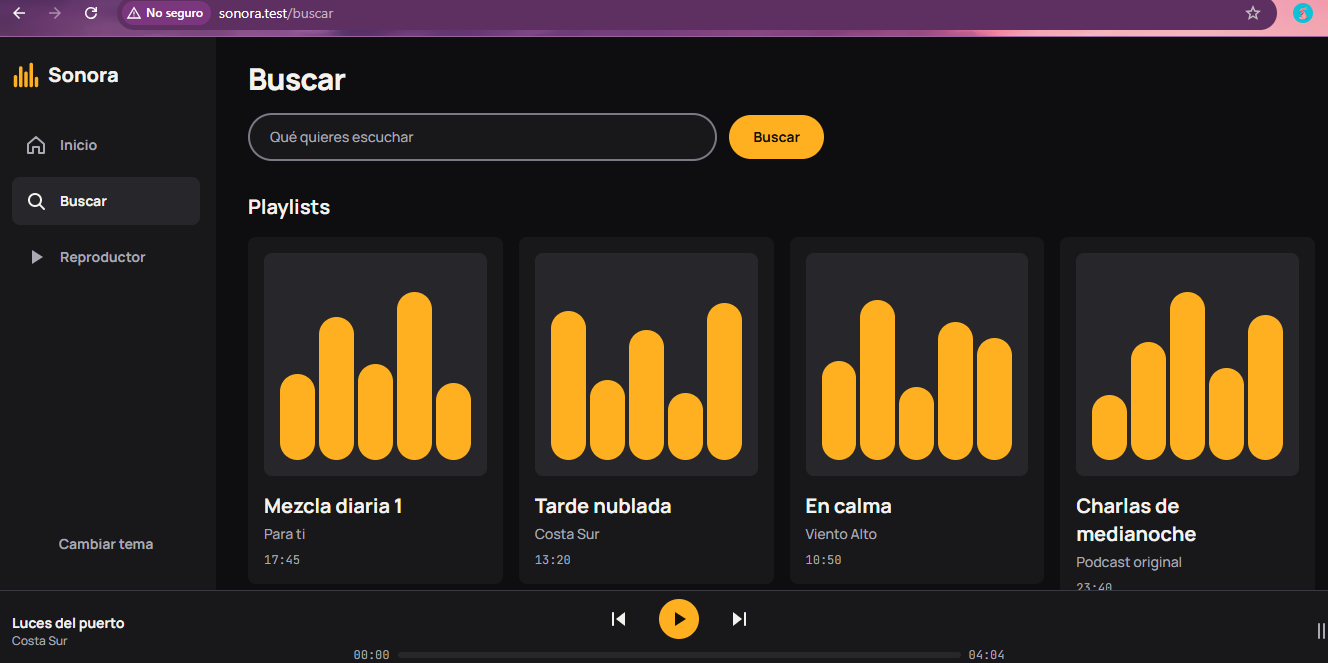 No seguro
sonora.test/buscar
Sonora
Inicio
Buscar
Reproductor
Cambiar tema
Buscar
Qué quieres escuchar
Buscar
Playlists
Mezcla diaria 1
Para ti
17:45
Tarde nublada
Costa Sur
13:20
En calma
Viento Alto
10:50
Charlas de
medianoche
Podcast original
23:40
Luces del puerto
Costa Sur
00:00
04:04